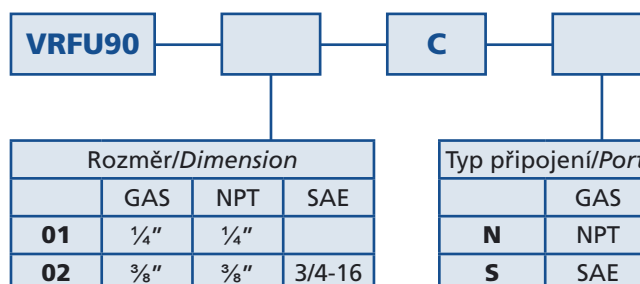 VRFU90 C
Rozměr/Dimension
GAS NPT SAE
01 ¼" ¼"
02 ⅜" ⅜" 3/4-16
Typ připojení/Port
GAS
N NPT
S SAE